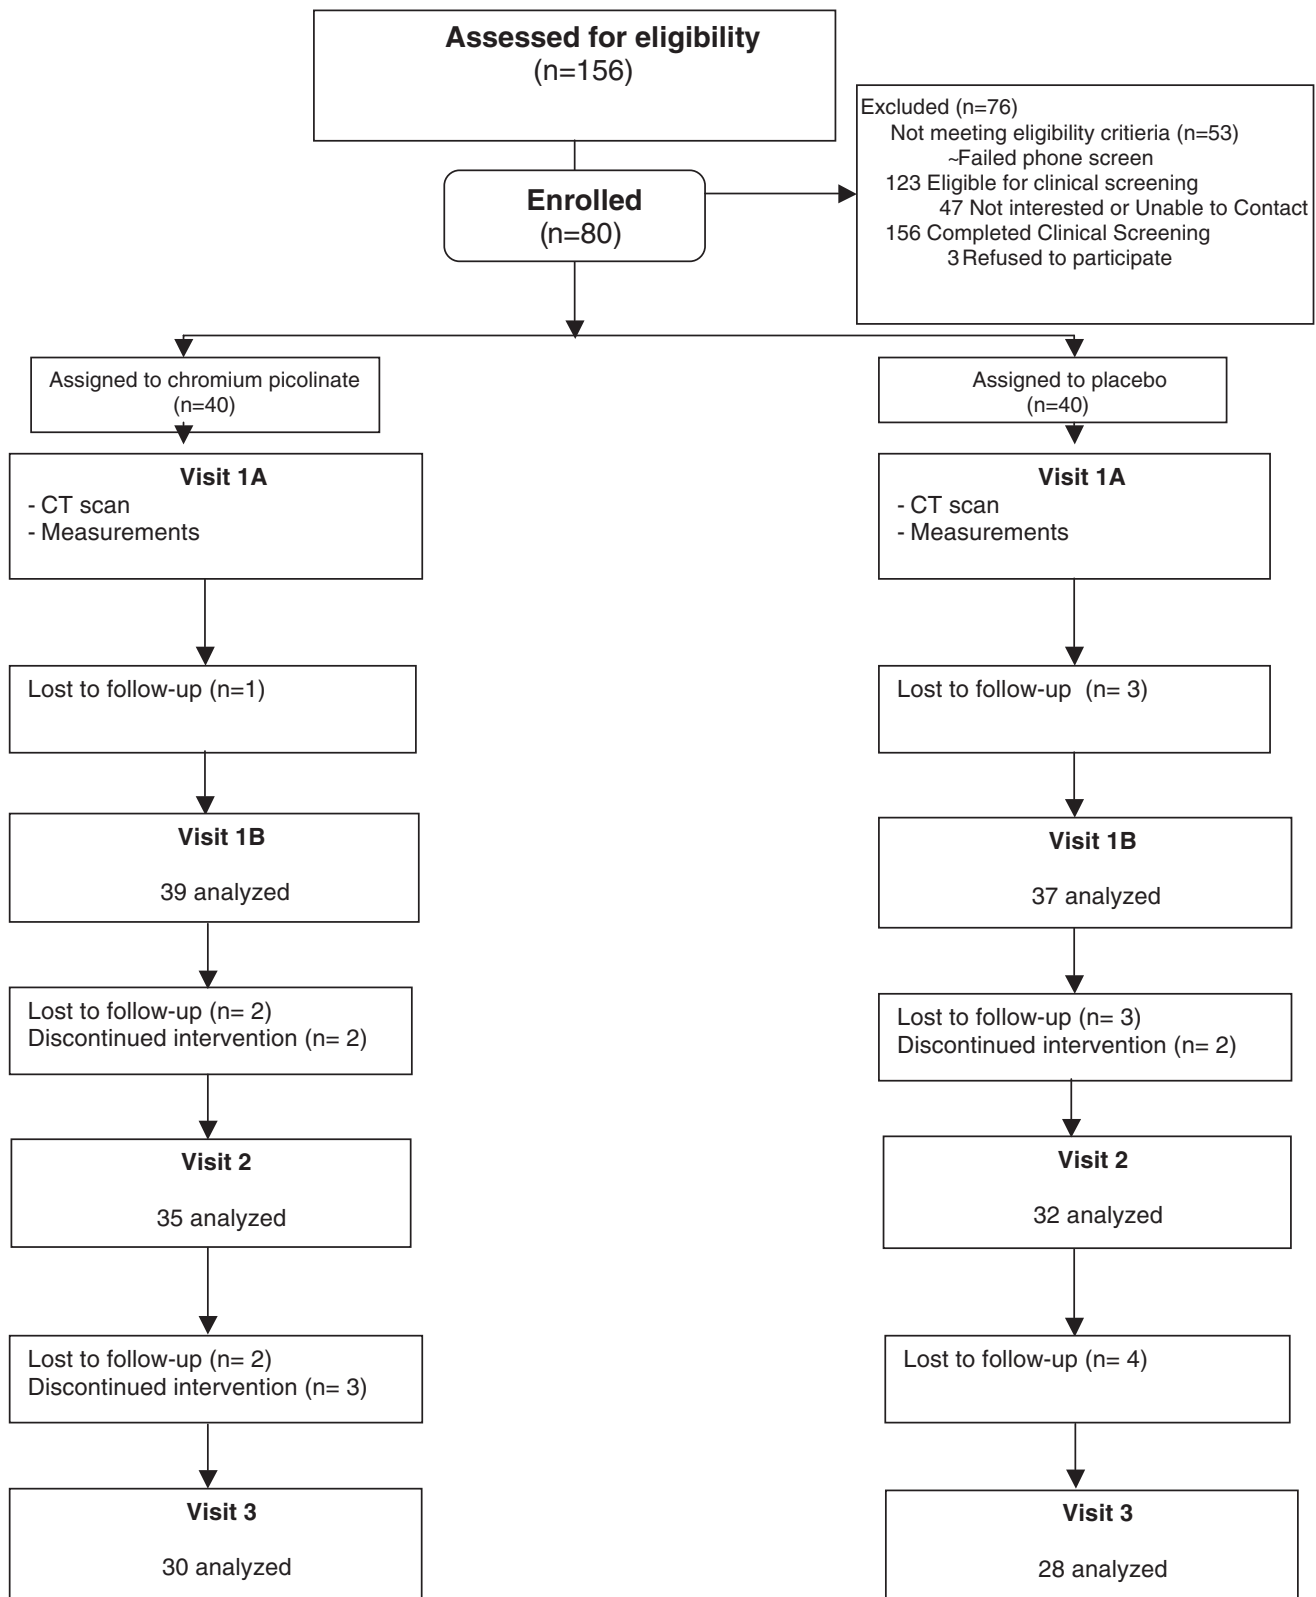 Assessed for eligibility
(n=156)
Excluded (n=76)
Not meeting eligibility critieria (n=53)
~Failed phone screen
123 Eligible for clinical screening
47 Not interested or Unable to Contact
156 Completed Clinical Screening
3 Refused to participate
Enrolled
(n=80)
Assigned to chromium picolinate
(n=40)
Visit 1A
- CT scan
- Measurements
Lost to follow-up (n=1)
Visit 1B
39 analyzed
Lost to follow-up (n= 2)
Discontinued intervention (n= 2)
Visit 2
35 analyzed
Lost to follow-up (n= 2)
Discontinued intervention (n= 3)
Visit 3
30 analyzed
Assigned to placebo
(n=40)
Visit 1A
- CT scan
- Measurements
Lost to follow-up (n= 3)
Visit 1B
37 analyzed
Lost to follow-up (n= 3)
Discontinued intervention (n= 2)
Visit 2
32 analyzed
Lost to follow-up (n= 4)
Visit 3
28 analyzed